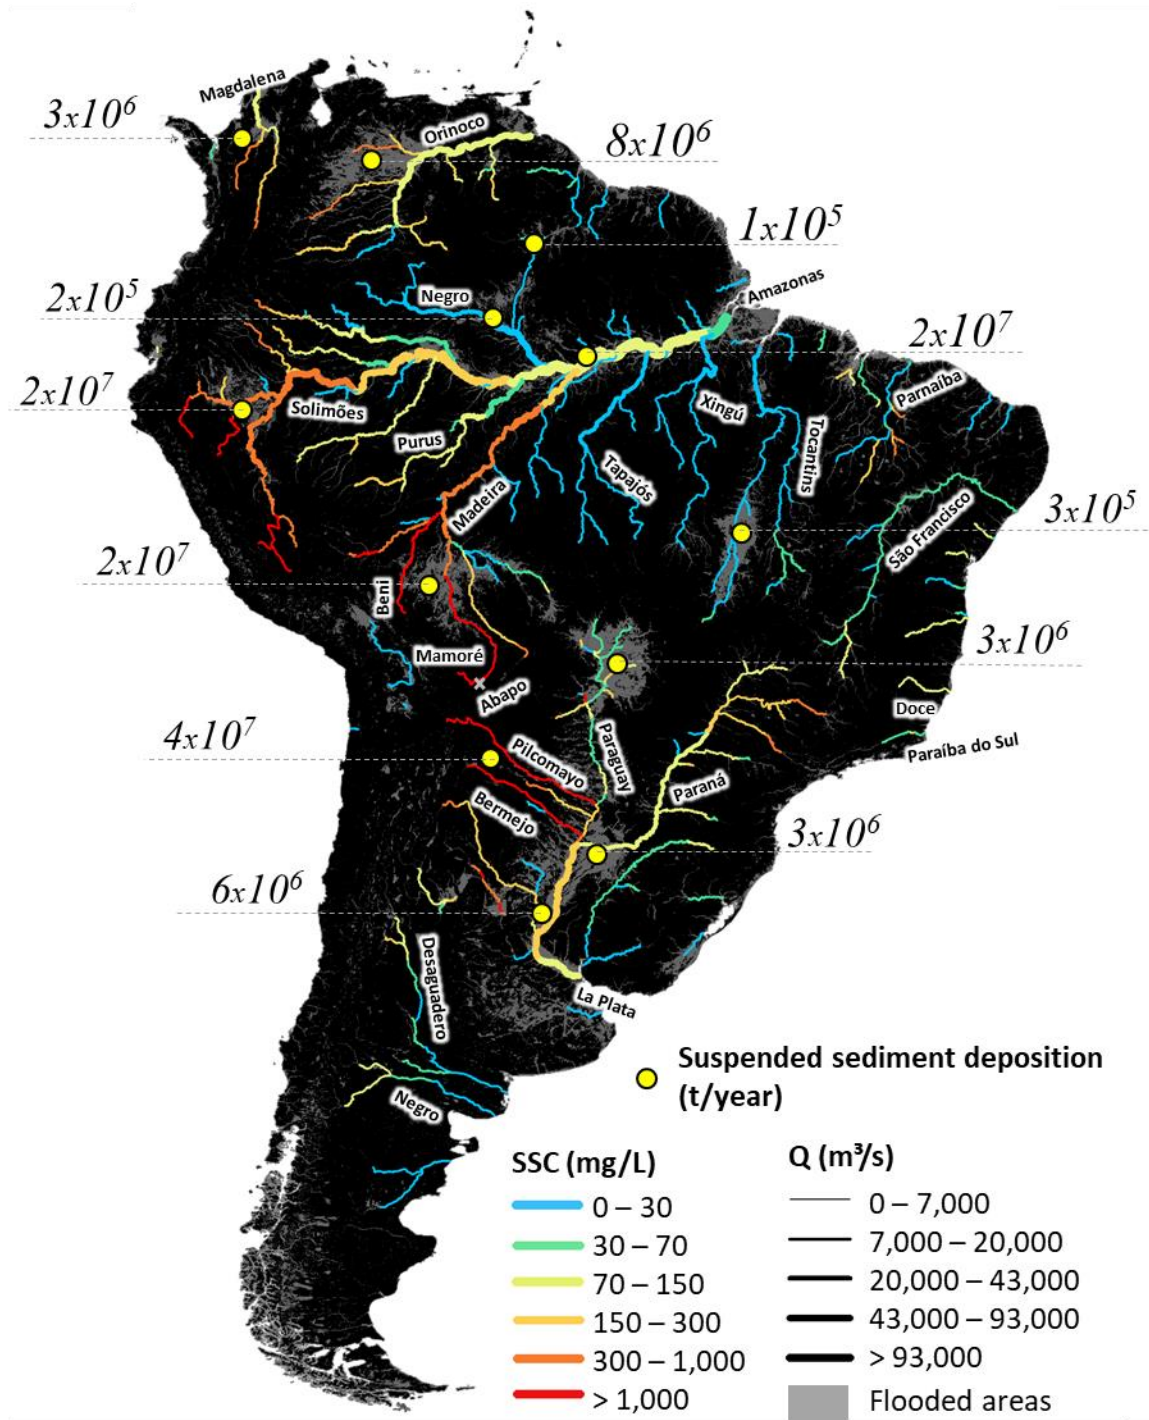 Magdalena
3x10⁶
Orinoco
8x10⁶
1x10⁵
Amazonas
2x10⁵
Negro
2x10⁷
2x10⁷
Solimões
Parnaíba
Xingú
Purus
Tocantins
Tapajós
Madeira
São Francisco
3x10⁵
2x10⁷
Beni
Mamoré
3x10⁶
Abapo
Doce
Paraíba do Sul
4x10⁷
Pilcomayo
Paraguay
Paraná
Bermejo
3x10⁶
6x10⁶
Desaguadero
La Plata
Negro
Suspended sediment deposition
(t/year)
SSC (mg/L)
0 – 30
30 – 70
70 – 150
150 – 300
300 – 1,000
> 1,000
Q (m³/s)
0 – 7,000
7,000 – 20,000
20,000 – 43,000
43,000 – 93,000
> 93,000
Flooded areas